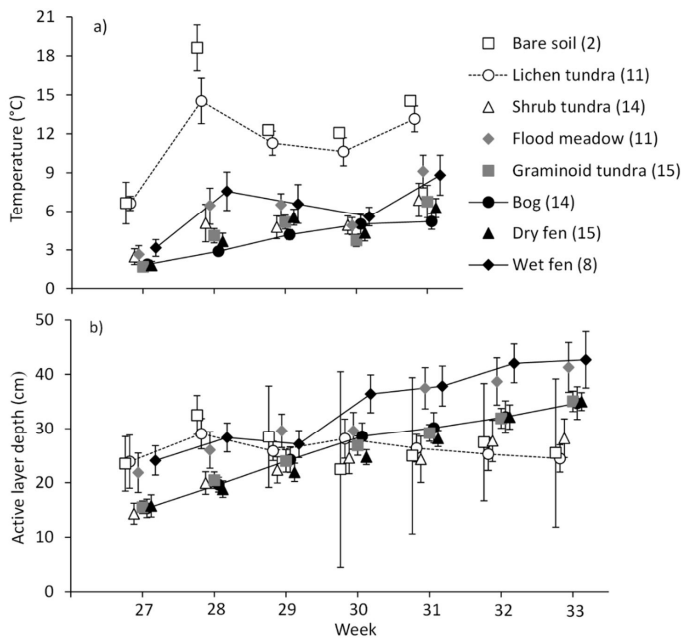 a)
Temperature (°C)
21
18
15
12
9
6
3
0
Bare soil (2)
Lichen tundra (11)
Shrub tundra (14)
Flood meadow (11)
Graminoid tundra (15)
Bog (14)
Dry fen (15)
Wet fen (8)
b)
Active layer depth (cm)
50
40
30
20
10
0
27 28 29 30 31 32 33
Week